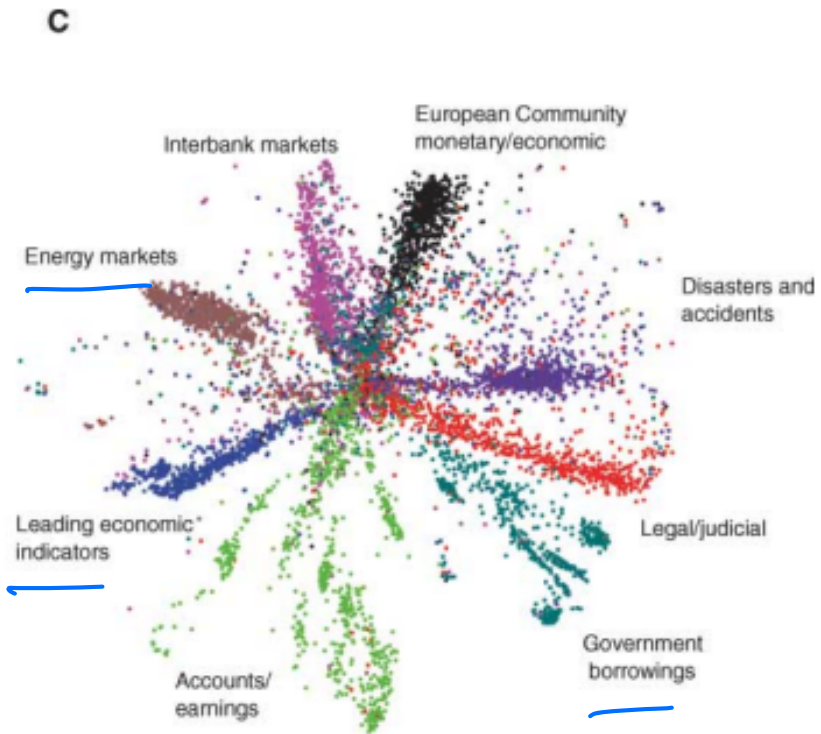 C
European Community
monetary/economic
Interbank markets
Energy markets
Disasters and
accidents
Leading economic
indicators
Legal/judicial
Government
borrowings
Accounts/
earnings